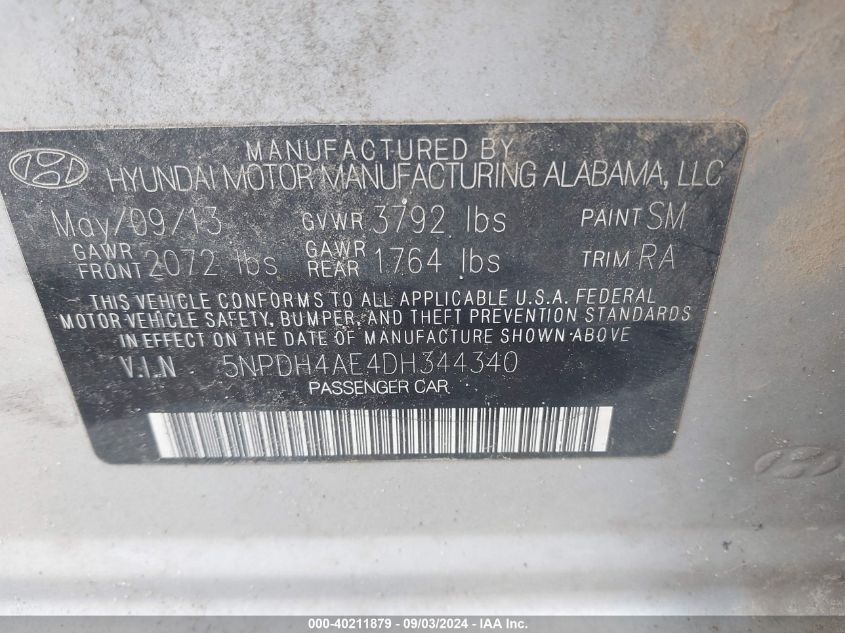 MANUFACTURED BY
HYUNDAI MOTOR MANUFACTURING ALABAMA, LLC
May/09/13 GVWR 3792 lbs PAINT SM
GAWR FRONT 2072 lbs GAWR REAR 1764 lbs TRIM RA
THIS VEHICLE CONFORMS TO ALL APPLICABLE U.S.A. FEDERAL
MOTOR VEHICLE SAFETY, BUMPER, AND THEFT PREVENTION STANDARDS
IN EFFECT ON THE DATE OF MANUFACTURE SHOWN ABOVE
V.I.N 5NPDH4AE4DH344340
PASSENGER CAR
000-40211879 - 09/03/2024 - IAA Inc.